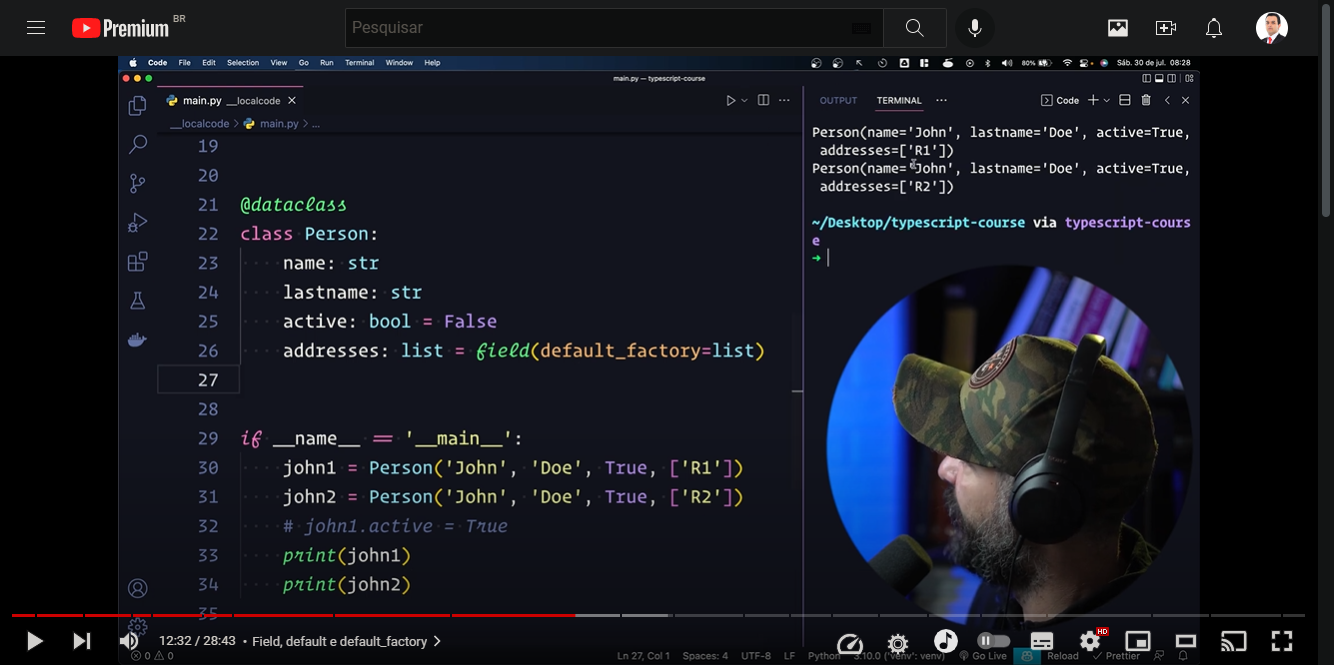 Premium BR
Pesquisar
Code File Edit Selection View Go Run Terminal Window Help
80% Sáb. 30 de jul. 08:28
main.py — typescript-course
main.py __localcode
__localcode > main.py > ...
OUTPUT TERMINAL ... Code
19
20
21 @dataclass
22 class Person:
23 name: str
24 lastname: str
25 active: bool = False
26 addresses: list = field(default_factory=list)
27
28
29 if __name__ == '__main__':
30 john1 = Person('John', 'Doe', True, ['R1'])
31 john2 = Person('John', 'Doe', True, ['R2'])
32 # john1.active = True
33 print(john1)
34 print(john2)
35
Person(name='John', lastname='Doe', active=True,
addresses=['R1'])
Person(name='John', lastname='Doe', active=True,
addresses=['R2'])
~/Desktop/typescript-course via typescript-cours
e
➜
12:32 / 28:43 • Field, default e default_factory >
HD
0 0
Ln 27, Col 1 Spaces: 4 UTF-8 LF Python 3.10.0 ('venv': venv) Go Live Reload Prettier